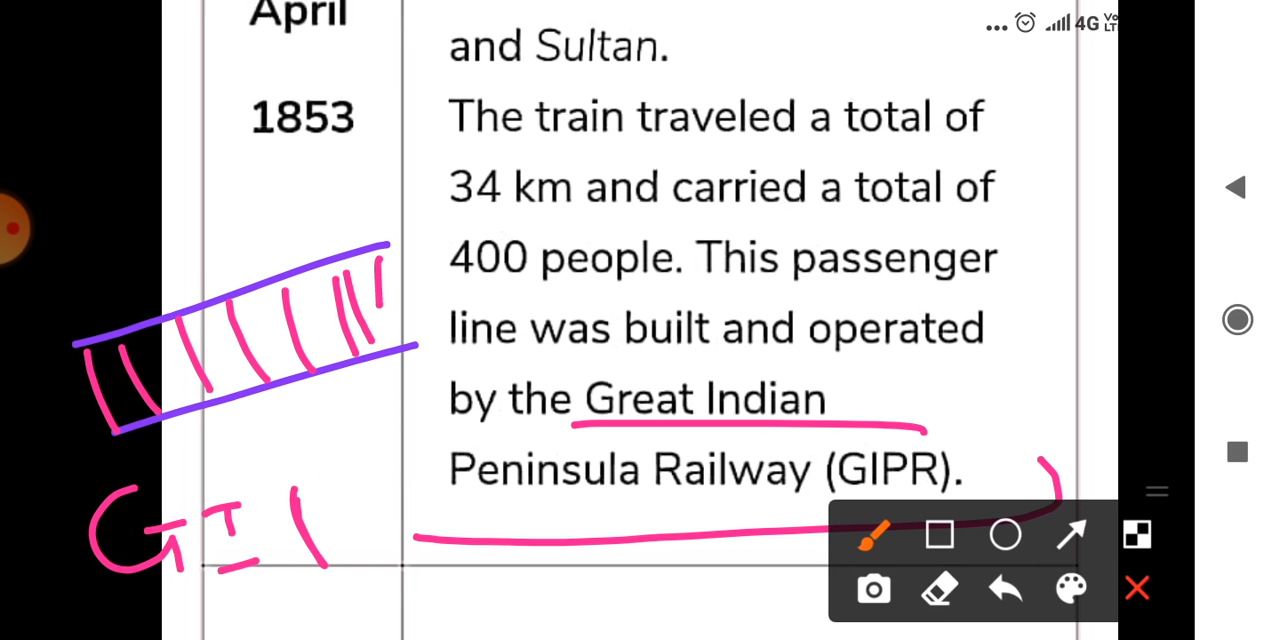 April
1853
and Sultan.
The train traveled a total of
34 km and carried a total of
400 people. This passenger
line was built and operated
by the Great Indian
Peninsula Railway (GIPR).
4G
GI